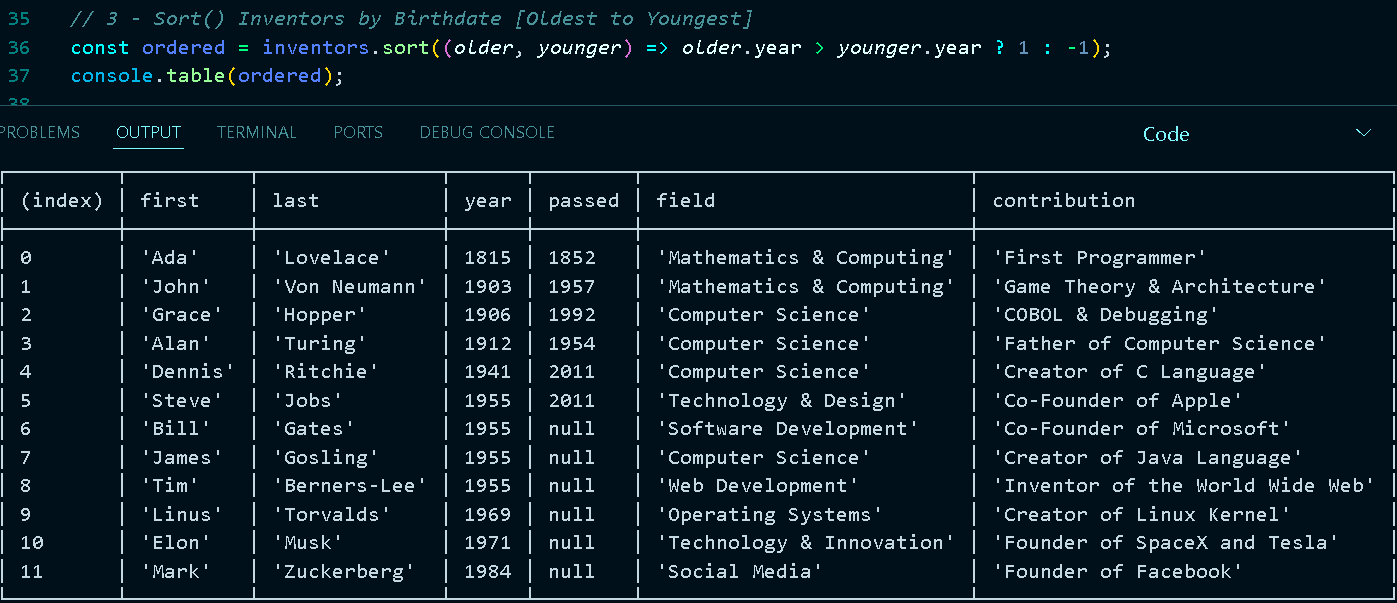 35 // 3 - Sort() Inventors by Birthdate [Oldest to Youngest]
36 const ordered = inventors.sort((older, younger) => older.year > younger.year ? 1 : -1);
37 console.table(ordered);
38
PROBLEMS OUTPUT TERMINAL PORTS DEBUG CONSOLE Code
(index) first last year passed field contribution
0 'Ada' 'Lovelace' 1815 1852 'Mathematics & Computing' 'First Programmer'
1 'John' 'Von Neumann' 1903 1957 'Mathematics & Computing' 'Game Theory & Architecture'
2 'Grace' 'Hopper' 1906 1992 'Computer Science' 'COBOL & Debugging'
3 'Alan' 'Turing' 1912 1954 'Computer Science' 'Father of Computer Science'
4 'Dennis' 'Ritchie' 1941 2011 'Computer Science' 'Creator of C Language'
5 'Steve' 'Jobs' 1955 2011 'Technology & Design' 'Co-Founder of Apple'
6 'Bill' 'Gates' 1955 null 'Software Development' 'Co-Founder of Microsoft'
7 'James' 'Gosling' 1955 null 'Computer Science' 'Creator of Java Language'
8 'Tim' 'Berners-Lee' 1955 null 'Web Development' 'Inventor of the World Wide Web'
9 'Linus' 'Torvalds' 1969 null 'Operating Systems' 'Creator of Linux Kernel'
10 'Elon' 'Musk' 1971 null 'Technology & Innovation' 'Founder of SpaceX and Tesla'
11 'Mark' 'Zuckerberg' 1984 null 'Social Media' 'Founder of Facebook'